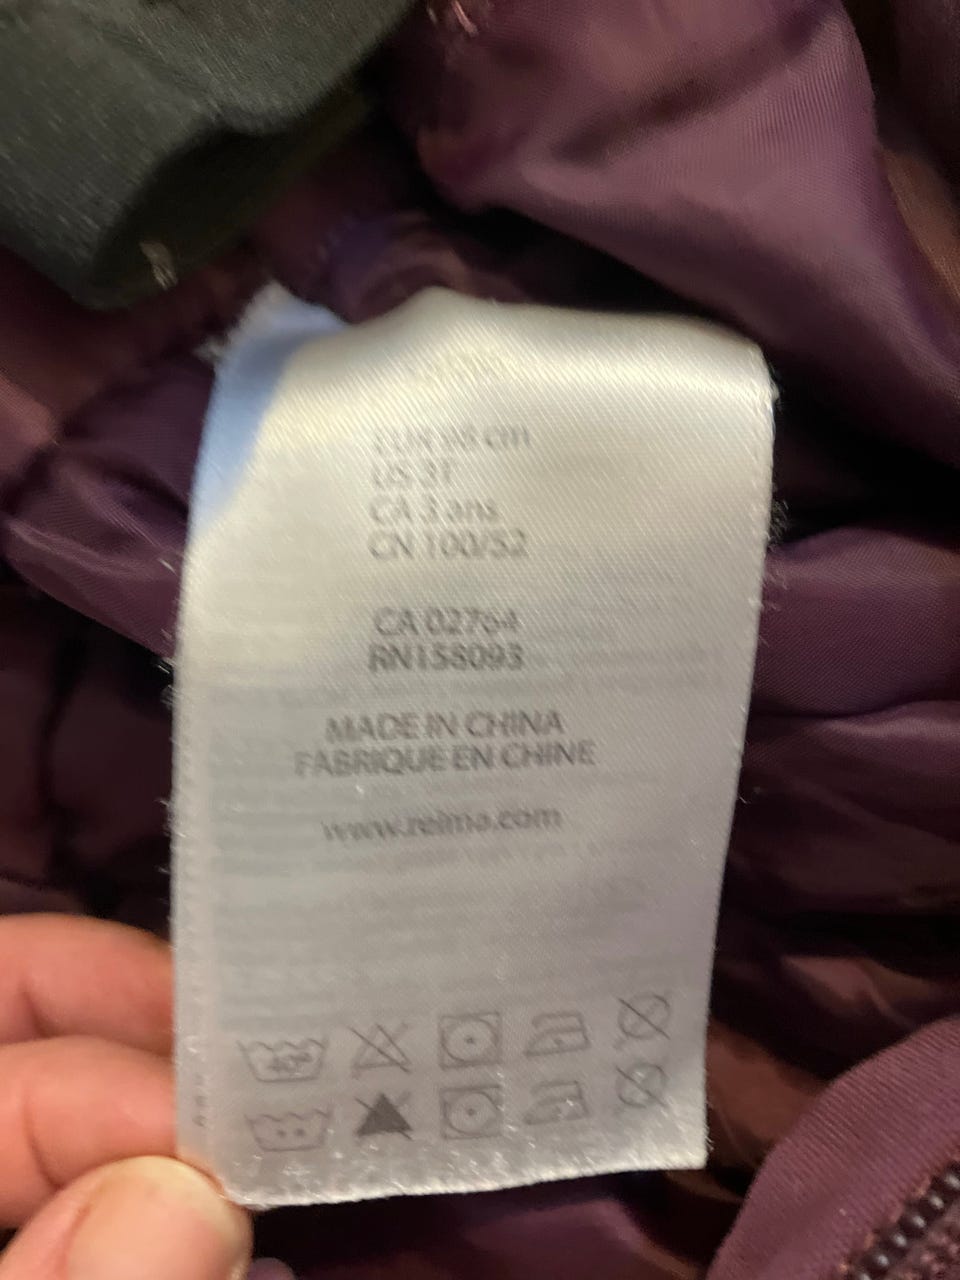 EUR 98 cm
US 3T
CA 3 ans
CN 100/52
CA 02764
RN158093
MADE IN CHINA
FABRIQUE EN CHINE
www.reima.com
40°